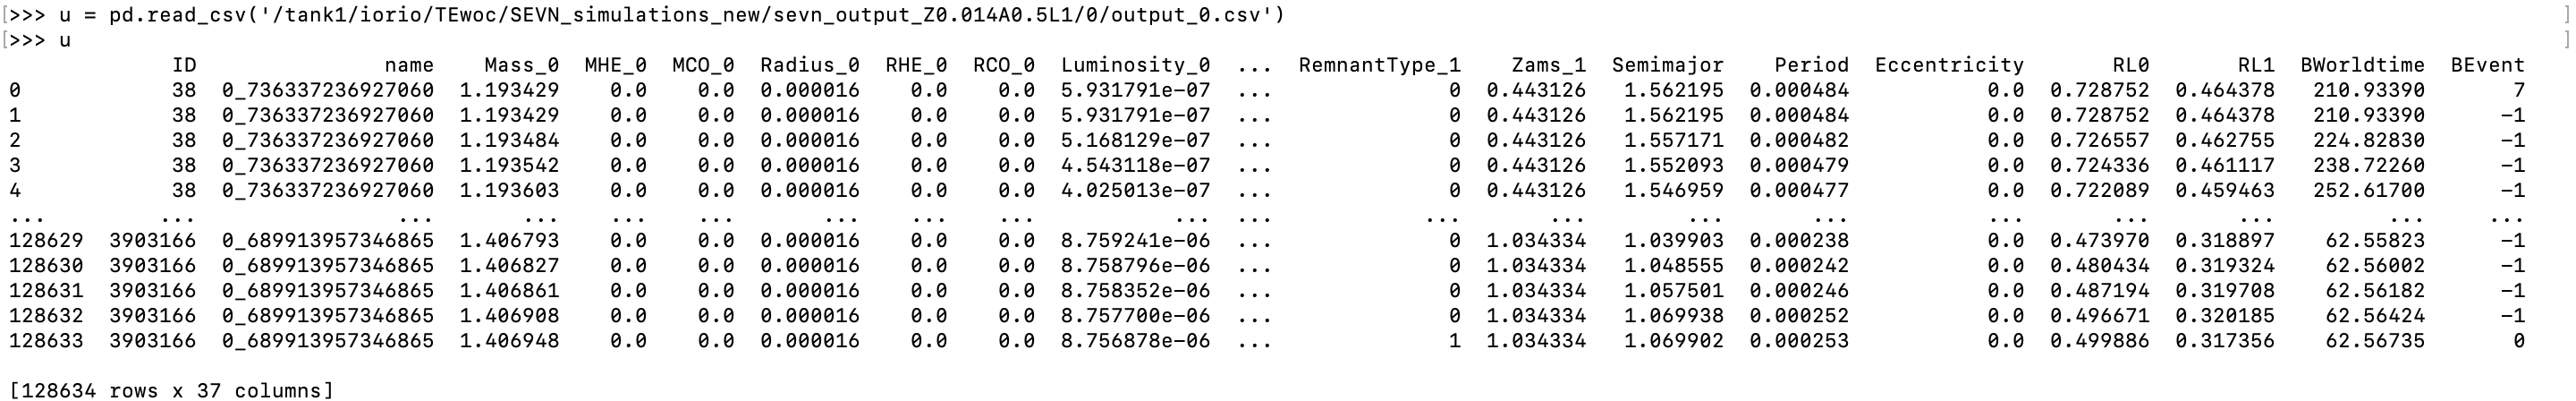 [>>> u = pd.read_csv('/tank1/iorio/TEwoc/SEVN_simulations_new/sevn_output_Z0.014A0.5L1/0/output_0.csv') ]
[>>> u ]
ID name Mass_0 MHE_0 MCO_0 Radius_0 RHE_0 RCO_0 Luminosity_0 ... RemnantType_1 Zams_1 Semimajor Period Eccentricity RL0 RL1 BWorldtime BEvent
0 38 0_736337236927060 1.193429 0.0 0.0 0.000016 0.0 0.0 5.931791e-07 ... 0 0.443126 1.562195 0.000484 0.0 0.728752 0.464378 210.93390 7
1 38 0_736337236927060 1.193429 0.0 0.0 0.000016 0.0 0.0 5.931791e-07 ... 0 0.443126 1.562195 0.000484 0.0 0.728752 0.464378 210.93390 -1
2 38 0_736337236927060 1.193484 0.0 0.0 0.000016 0.0 0.0 5.168129e-07 ... 0 0.443126 1.557171 0.000482 0.0 0.726557 0.462755 224.82830 -1
3 38 0_736337236927060 1.193542 0.0 0.0 0.000016 0.0 0.0 4.543118e-07 ... 0 0.443126 1.552093 0.000479 0.0 0.724336 0.461117 238.72260 -1
4 38 0_736337236927060 1.193603 0.0 0.0 0.000016 0.0 0.0 4.025013e-07 ... 0 0.443126 1.546959 0.000477 0.0 0.722089 0.459463 252.61700 -1
... ... ... ... ... ... ... ... ... ... ... ... ... ... ... ... ... ... ... ...
128629 3903166 0_689913957346865 1.406793 0.0 0.0 0.000016 0.0 0.0 8.759241e-06 ... 0 1.034334 1.039903 0.000238 0.0 0.473970 0.318897 62.55823 -1
128630 3903166 0_689913957346865 1.406827 0.0 0.0 0.000016 0.0 0.0 8.758796e-06 ... 0 1.034334 1.048555 0.000242 0.0 0.480434 0.319324 62.56002 -1
128631 3903166 0_689913957346865 1.406861 0.0 0.0 0.000016 0.0 0.0 8.758352e-06 ... 0 1.034334 1.057501 0.000246 0.0 0.487194 0.319708 62.56182 -1
128632 3903166 0_689913957346865 1.406908 0.0 0.0 0.000016 0.0 0.0 8.757700e-06 ... 0 1.034334 1.069938 0.000252 0.0 0.496671 0.320185 62.56424 -1
128633 3903166 0_689913957346865 1.406948 0.0 0.0 0.000016 0.0 0.0 8.756878e-06 ... 1 1.034334 1.069902 0.000253 0.0 0.499886 0.317356 62.56735 0
[128634 rows x 37 columns]